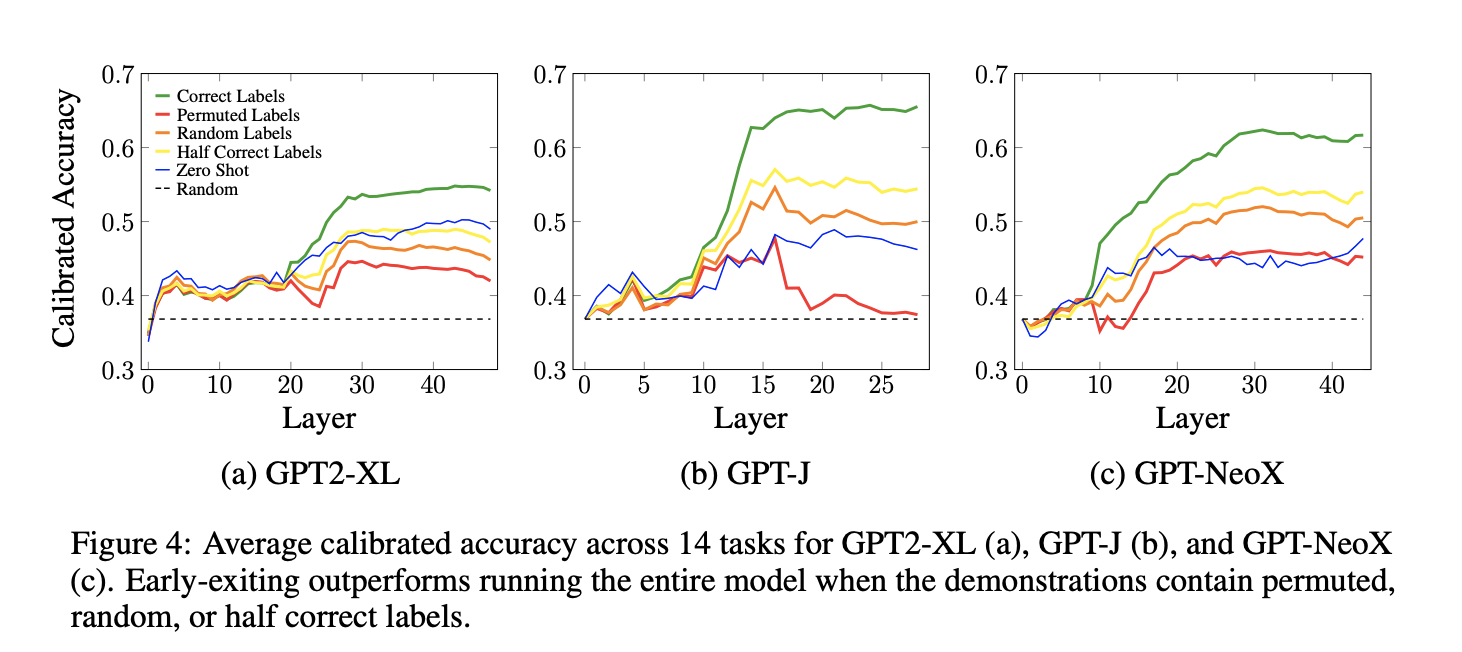 Calibrated Accuracy
0.7
0.6
0.5
0.4
0.3
Correct Labels
Permuted Labels
Random Labels
Half Correct Labels
Zero Shot
Random
0 10 20 30 40
Layer
(a) GPT2-XL
0.7
0.6
0.5
0.4
0.3
0 5 10 15 20 25
Layer
(b) GPT-J
0.7
0.6
0.5
0.4
0.3
0 10 20 30 40
Layer
(c) GPT-NeoX
Figure 4: Average calibrated accuracy across 14 tasks for GPT2-XL (a), GPT-J (b), and GPT-NeoX
(c). Early-exiting outperforms running the entire model when the demonstrations contain permuted,
random, or half correct labels.